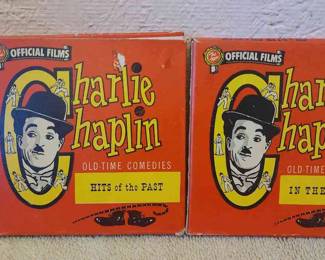 OFFICIAL FILMS
Charlie
Chaplin
OLD-TIME COMEDIES
HITS of the PAST
OFFICIAL FILMS
8
Char
Chap
OLD-TIME
IN THE